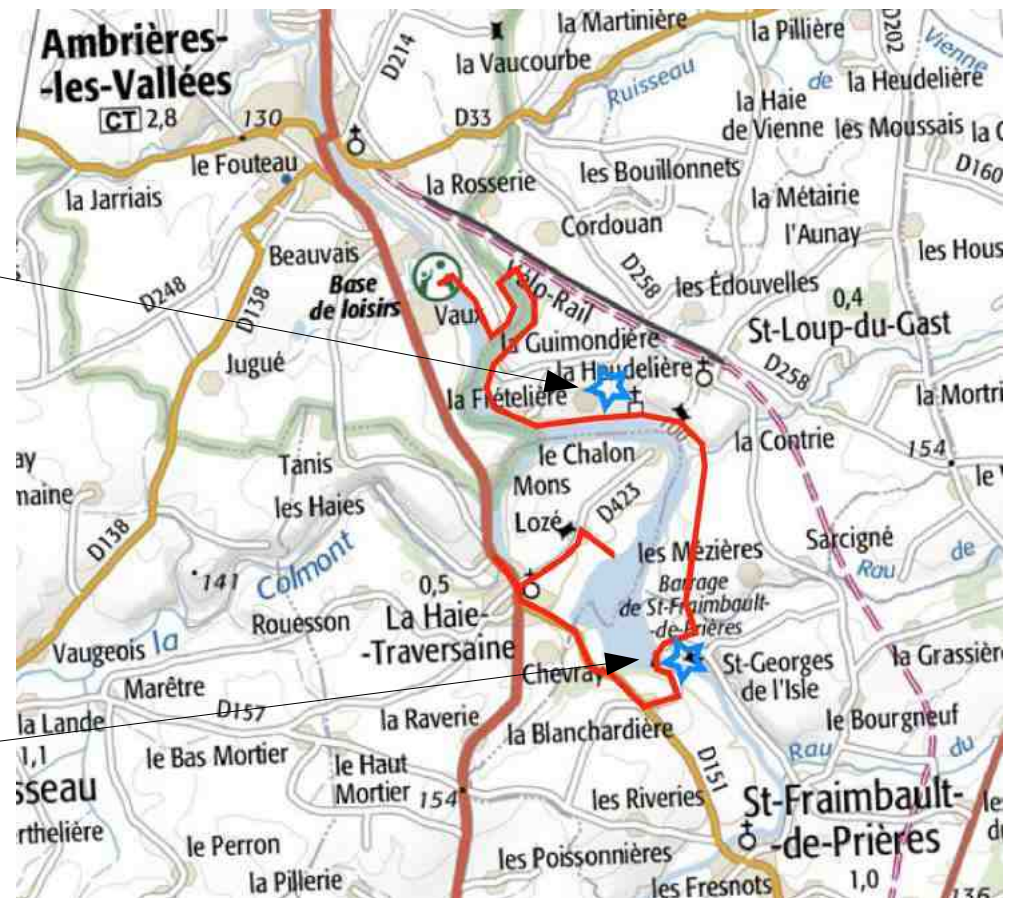 la Martinière
la Pillière
D202
Vienne
Ambrières-
-les-Vallées
CT 2,8
D214
la Vaucourbe
Ruisseau
de
la Heudelière
la Haie
de Vienne
les Moussais
130
D33
le Fouteau
la Rosserie
les Bouillonnets
D160
la Jarriais
la Métairie
Cordouan
l'Aunay
Beauvais
les Hous
Base
de loisirs
Vélo-Rail
D258
les Édouvelles
0,4
D248
D138
Vaux
la Guimondière
St-Loup-du-Gast
Jugué
la Heudelière
D258
la Frételière
la Mortri
100
la Contrie
154
Tanis
le Chalon
Mons
les Haies
D423
Lozé
D138
les Mézières
Sarcigné
Rau
de
141
Colmont
la
0,5
Barrage
de St-Fraimbault-
-de-Prières
Rouesson
La Haie-
-Traversaine
Vaugeois
Chevray
St-Georges
de l'Isle
la Grassièr
Marêtre
D157
la Lande
la Raverie
la Blanchardière
le Bourgneuf
1,1
le Bas Mortier
Rau
du
le Haut
Mortier
154
D151
les Riveries
St-Fraimbault-
-de-Prières
le Perron
les Poissonnières
1,0
la Pillerie
les Fresnots
136